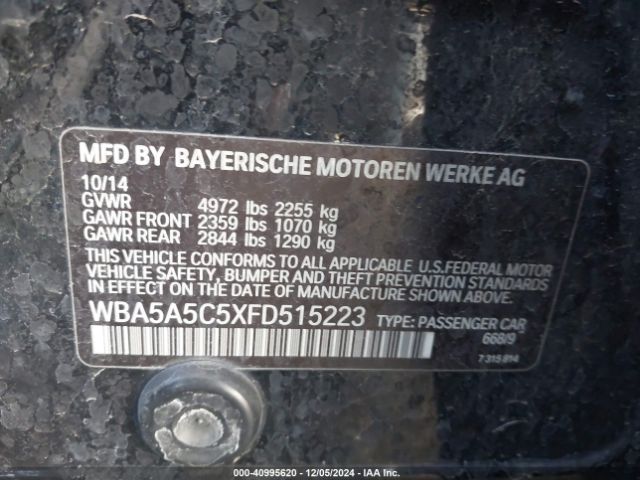 MFD BY BAYERISCHE MOTOREN WERKE AG
10/14
GVWR 4972 lbs 2255 kg
GAWR FRONT 2359 lbs 1070 kg
GAWR REAR 2844 lbs 1290 kg
THIS VEHICLE CONFORMS TO ALL APPLICABLE U.S.FEDERAL MOTOR
VEHICLE SAFETY, BUMPER AND THEFT PREVENTION STANDARDS
IN EFFECT ON THE DATE OF MANUFACTURE SHOWN ABOVE.
WBA5A5C5XFD515223 TYPE: PASSENGER CAR
668/9
7 315 814
000-40995620 - 12/05/2024 - IAA Inc.